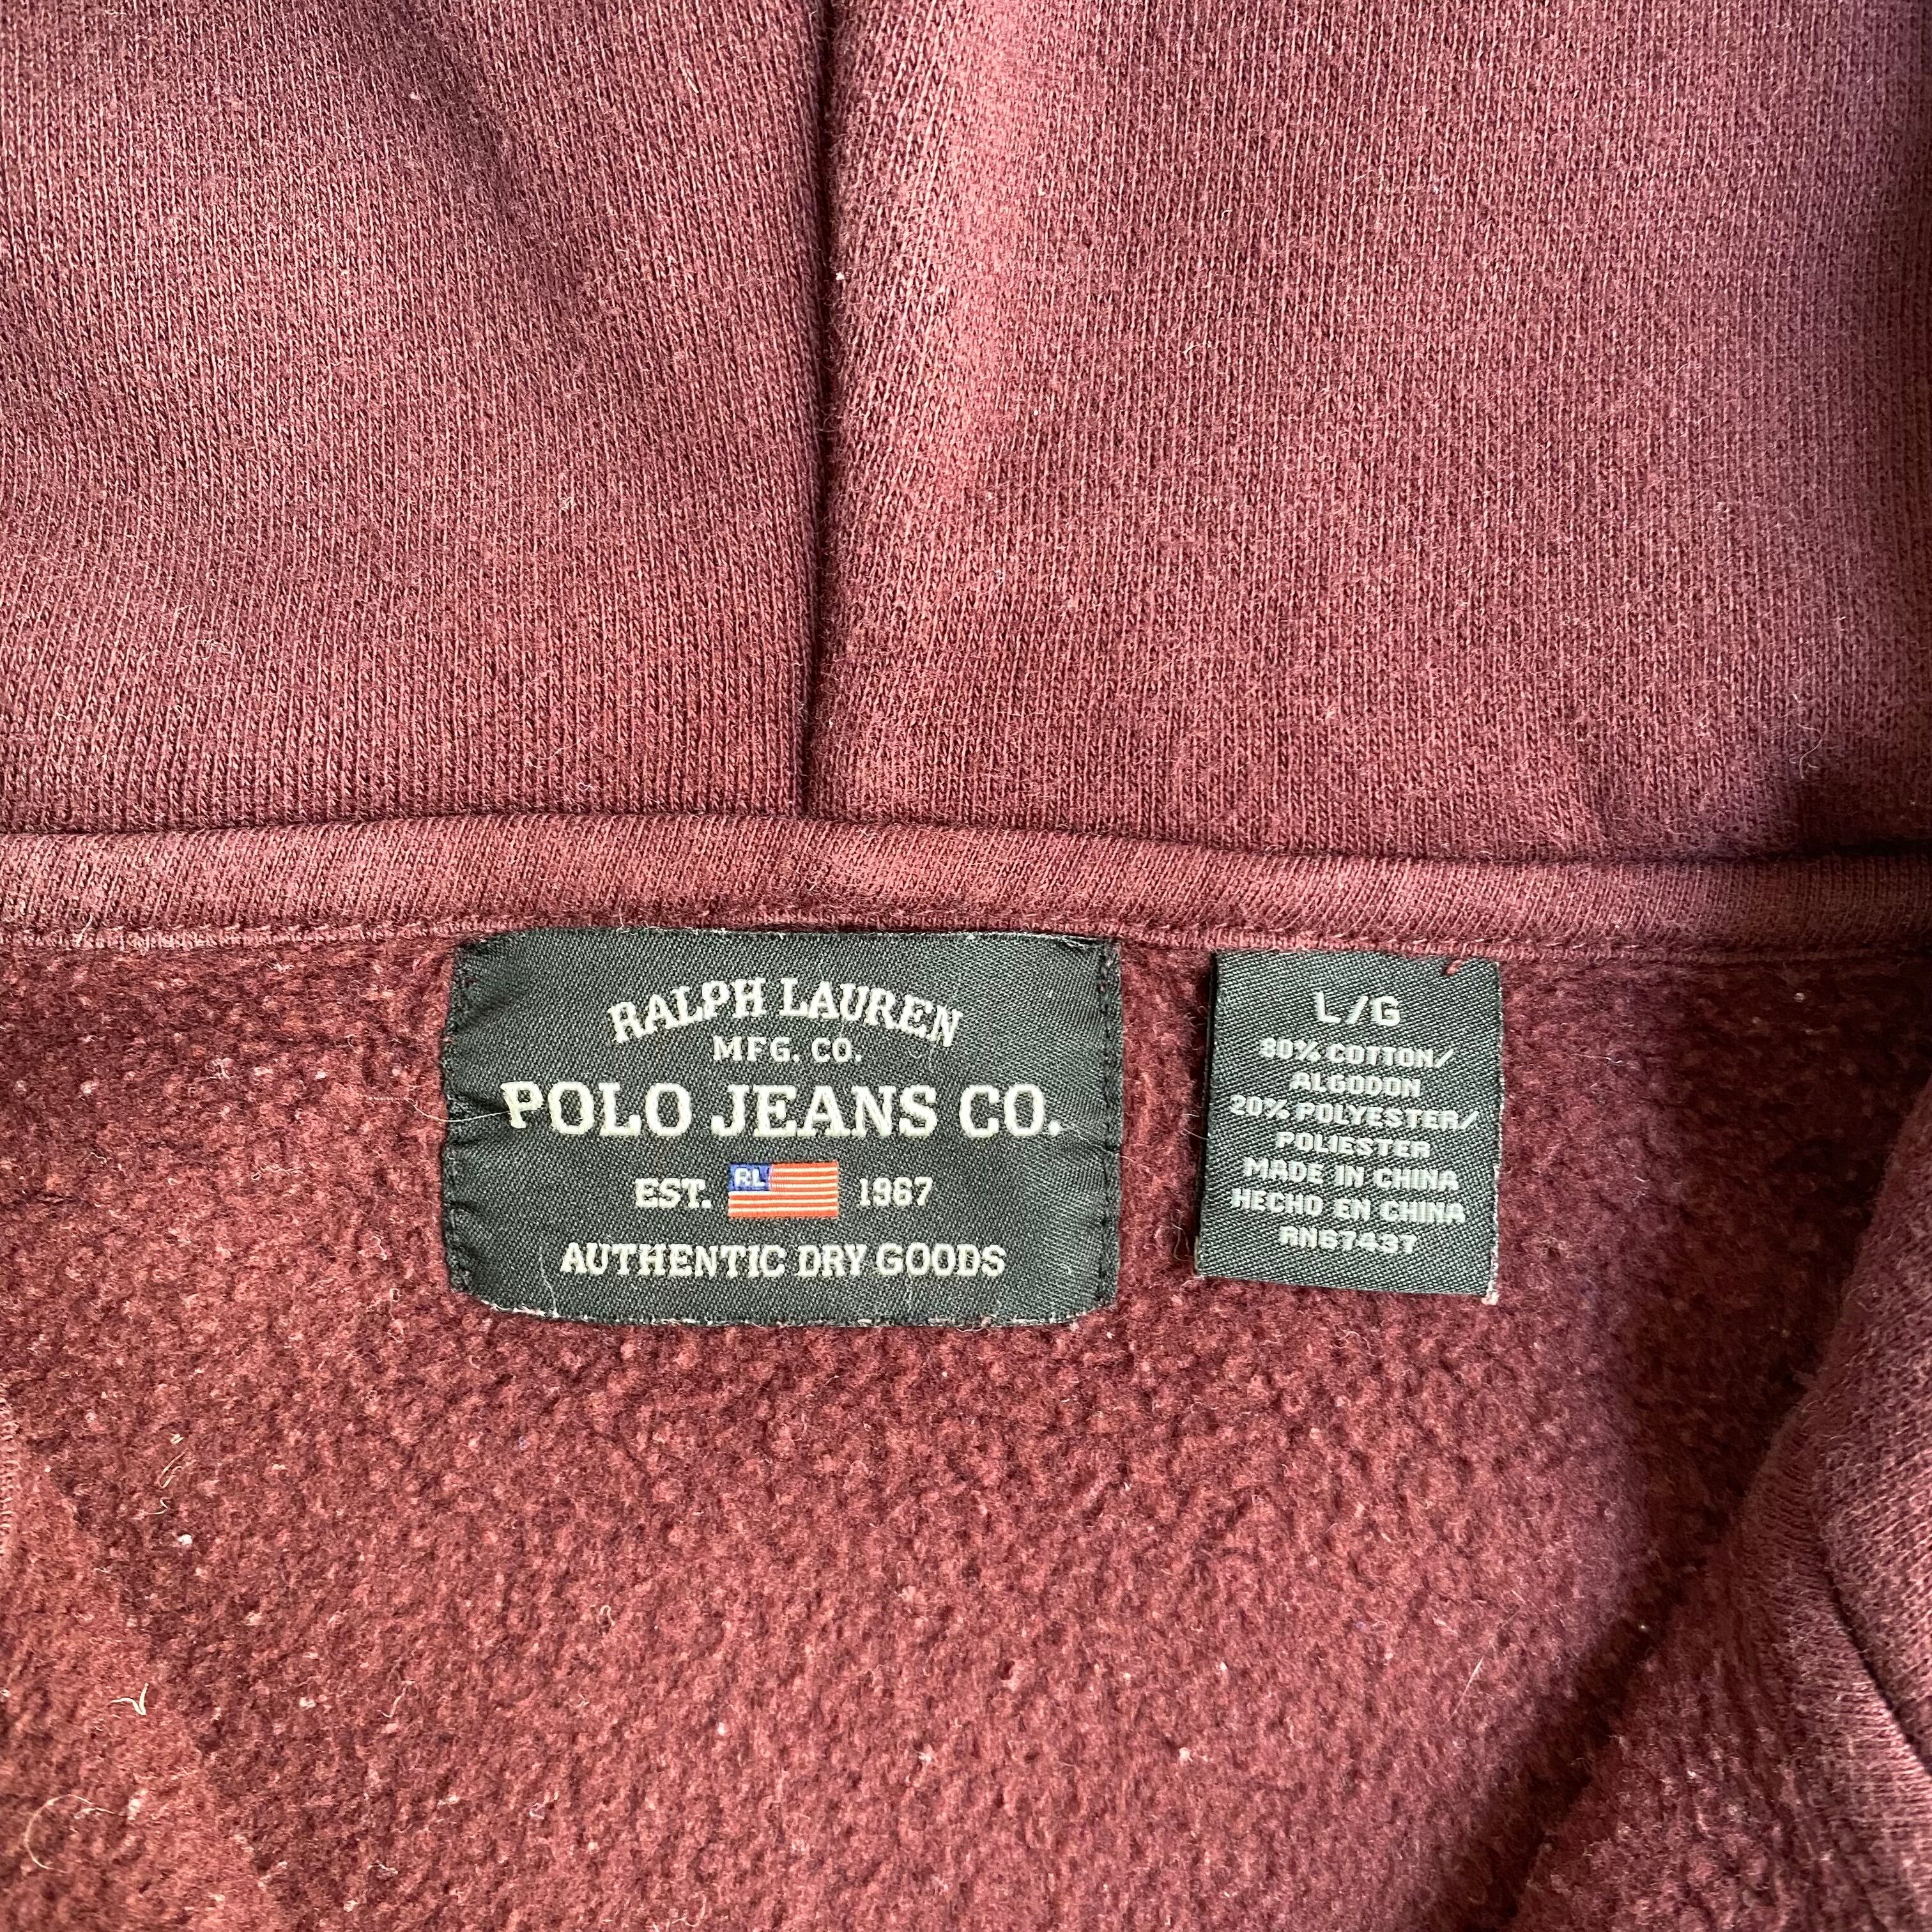 RALPH LAUREN
MFG. CO.
POLO JEANS CO.
EST. RL 1967
AUTHENTIC DRY GOODS
L/G
80% COTTON/
ALGODON
20% POLYESTER/
POLIESTER
MADE IN CHINA
HECHO EN CHINA
RN67437